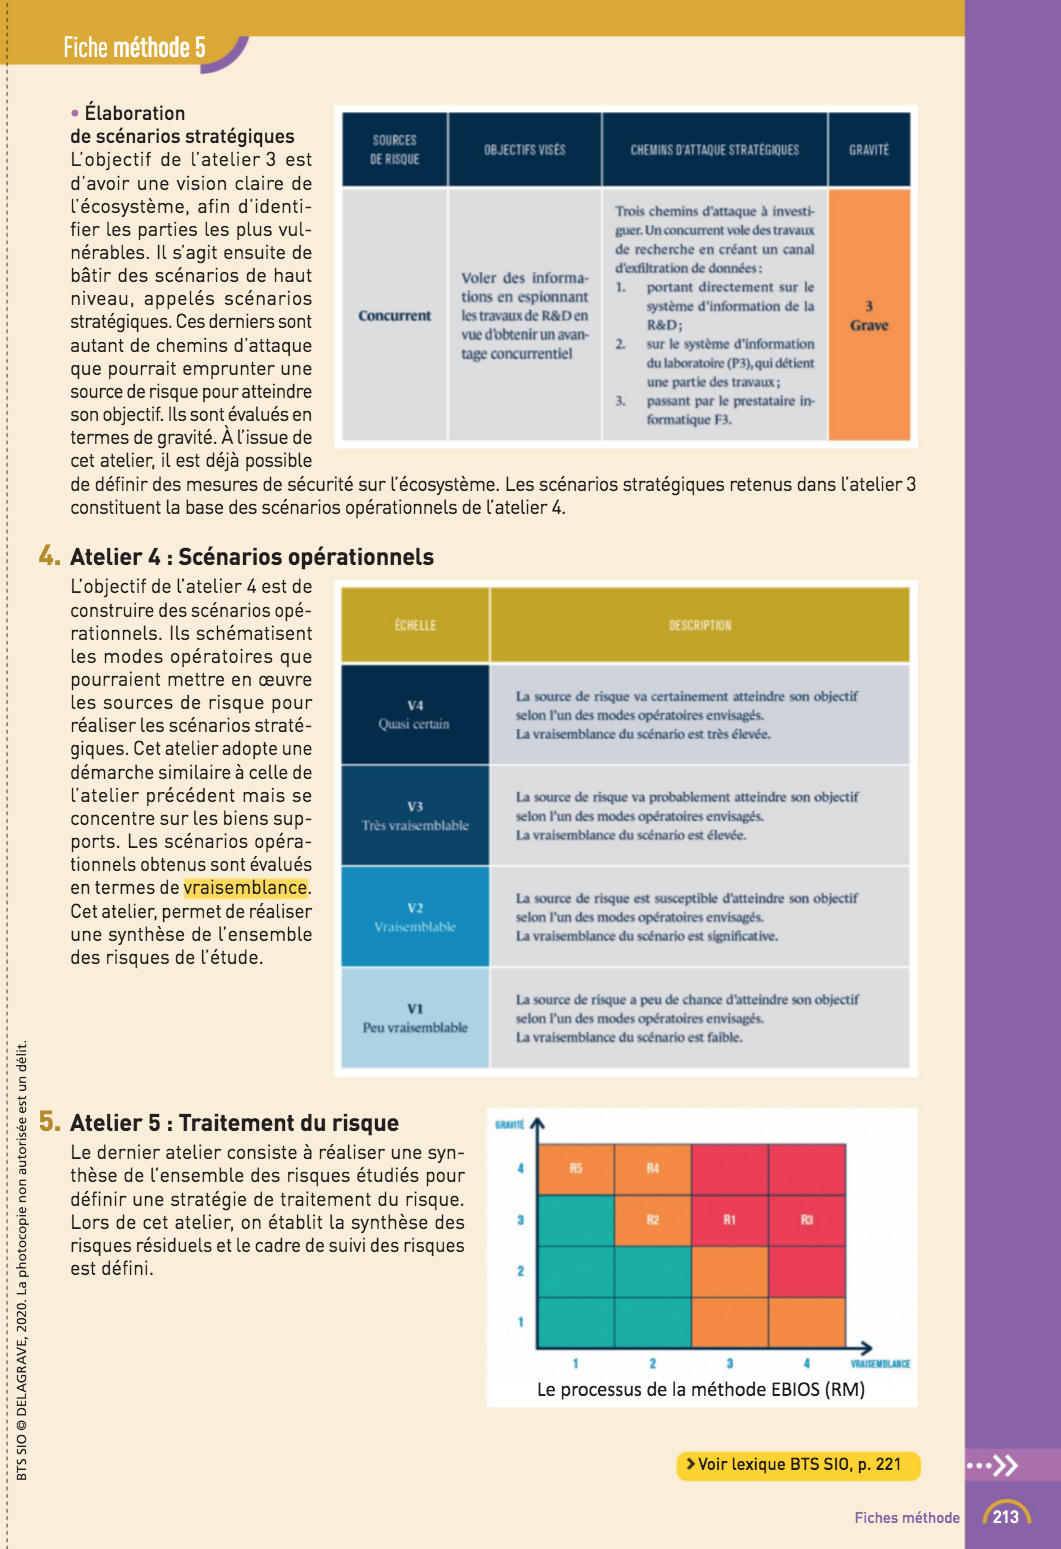 Fiche méthode 5
• Élaboration
de scénarios stratégiques
L'objectif de l'atelier 3 est
d'avoir une vision claire de
l'écosystème, afin d'identi-
fier les parties les plus vul-
nérables. Il s'agit ensuite de
bâtir des scénarios de haut
niveau, appelés scénarios
stratégiques. Ces derniers sont
autant de chemins d'attaque
que pourrait emprunter une
source de risque pour atteindre
son objectif. Ils sont évalués en
termes de gravité. À l'issue de
cet atelier, il est déjà possible
de définir des mesures de sécurité sur l'écosystème. Les scénarios stratégiques retenus dans l'atelier 3
constituent la base des scénarios opérationnels de l'atelier 4.
SOURCES
DE RISQUE
OBJECTIFS VISÉS
CHEMINS D'ATTAQUE STRATÉGIQUES
GRAVITÉ
Concurrent
Voler des informa-
tions en espionnant
les travaux de R&D en
vue d'obtenir un avan-
tage concurrentiel
Trois chemins d'attaque à investi-
guer. Un concurrent vole des travaux
de recherche en créant un canal
d'exfiltration de données :
1. portant directement sur le
système d'information de la
R&D ;
2. sur le système d'information
du laboratoire (P3), qui détient
une partie des travaux ;
3. passant par le prestataire in-
formatique F3.
3
Grave
4. Atelier 4 : Scénarios opérationnels
L'objectif de l'atelier 4 est de
construire des scénarios opé-
rationnels. Ils schématisent
les modes opératoires que
pourraient mettre en œuvre
les sources de risque pour
réaliser les scénarios straté-
giques. Cet atelier adopte une
démarche similaire à celle de
l'atelier précédent mais se
concentre sur les biens sup-
ports. Les scénarios opéra-
tionnels obtenus sont évalués
en termes de vraisemblance.
Cet atelier, permet de réaliser
une synthèse de l'ensemble
des risques de l'étude.
ÉCHELLE
DESCRIPTION
V4
Quasi certain
La source de risque va certainement atteindre son objectif
selon l'un des modes opératoires envisagés.
La vraisemblance du scénario est très élevée.
V3
Très vraisemblable
La source de risque va probablement atteindre son objectif
selon l'un des modes opératoires envisagés.
La vraisemblance du scénario est élevée.
V2
Vraisemblable
La source de risque est susceptible d'atteindre son objectif
selon l'un des modes opératoires envisagés.
La vraisemblance du scénario est significative.
V1
Peu vraisemblable
La source de risque a peu de chance d'atteindre son objectif
selon l'un des modes opératoires envisagés.
La vraisemblance du scénario est faible.
5. Atelier 5 : Traitement du risque
Le dernier atelier consiste à réaliser une syn-
thèse de l'ensemble des risques étudiés pour
définir une stratégie de traitement du risque.
Lors de cet atelier, on établit la synthèse des
risques résiduels et le cadre de suivi des risques
est défini.
GRAVITÉ
4 R5 R4
3 R2 R1 R3
2
1
1 2 3 4 VRAISEMBLANCE
Le processus de la méthode EBIOS (RM)
BTS SIO © DELAGRAVE, 2020. La photocopie non autorisée est un délit.
Voir lexique BTS SIO, p. 221
Fiches méthode 213